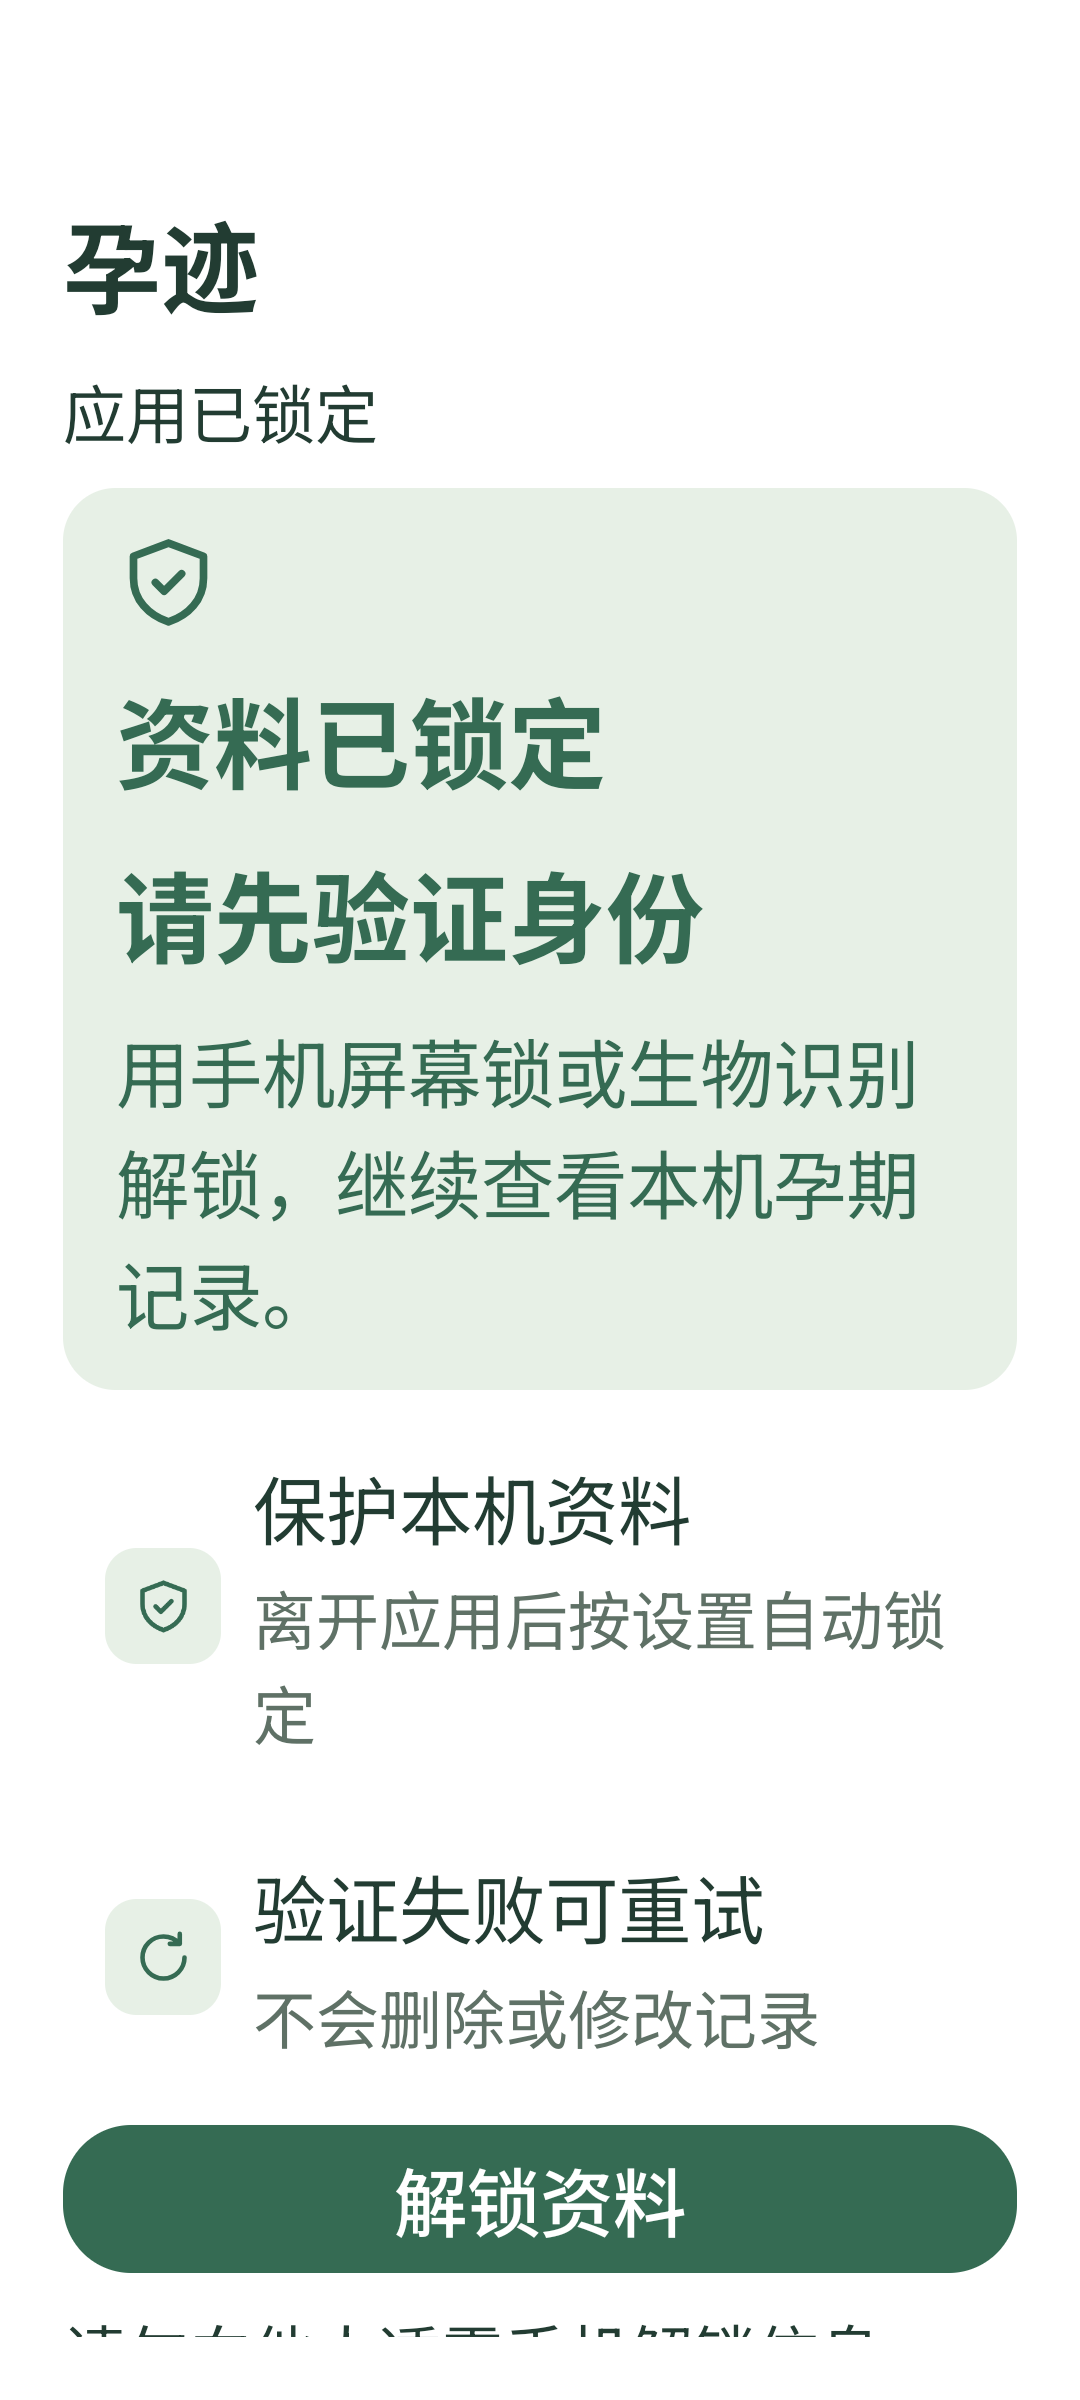 孕迹
应用已锁定
资料已锁定
请先验证身份
用手机屏幕锁或生物识别
解锁，继续查看本机孕期
记录。
保护本机资料
离开应用后按设置自动锁
定
验证失败可重试
不会删除或修改记录
解锁资料